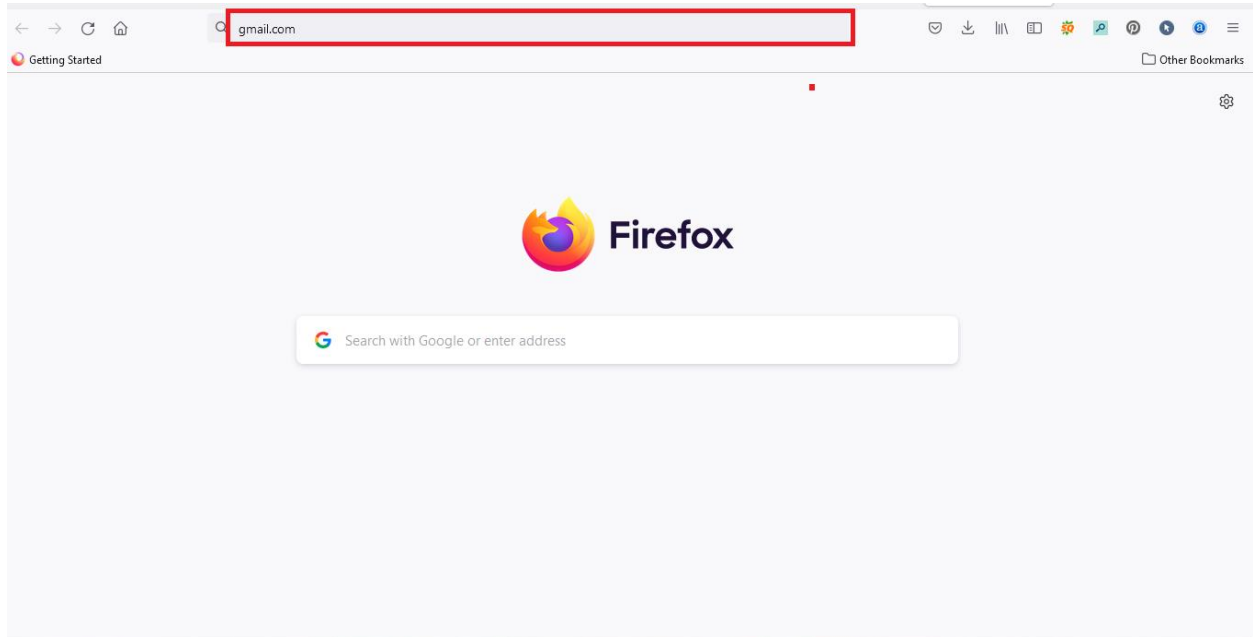 gmail.com
Getting Started
Other Bookmarks
Firefox
Search with Google or enter address